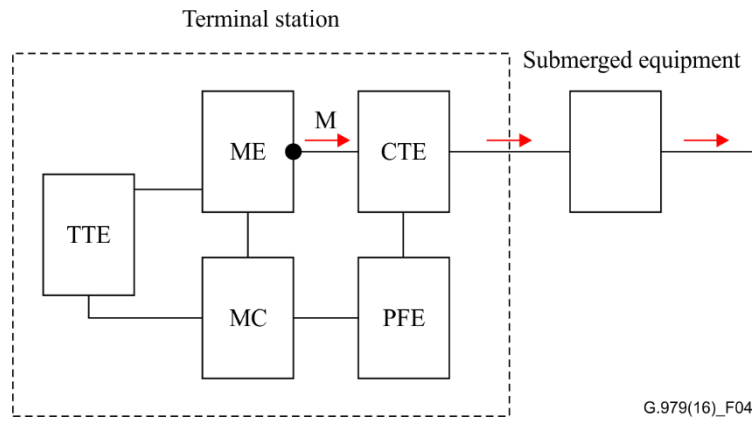 Terminal station
Submerged equipment
M
ME
CTE
TTE
MC
PFE
G.979(16)_F04